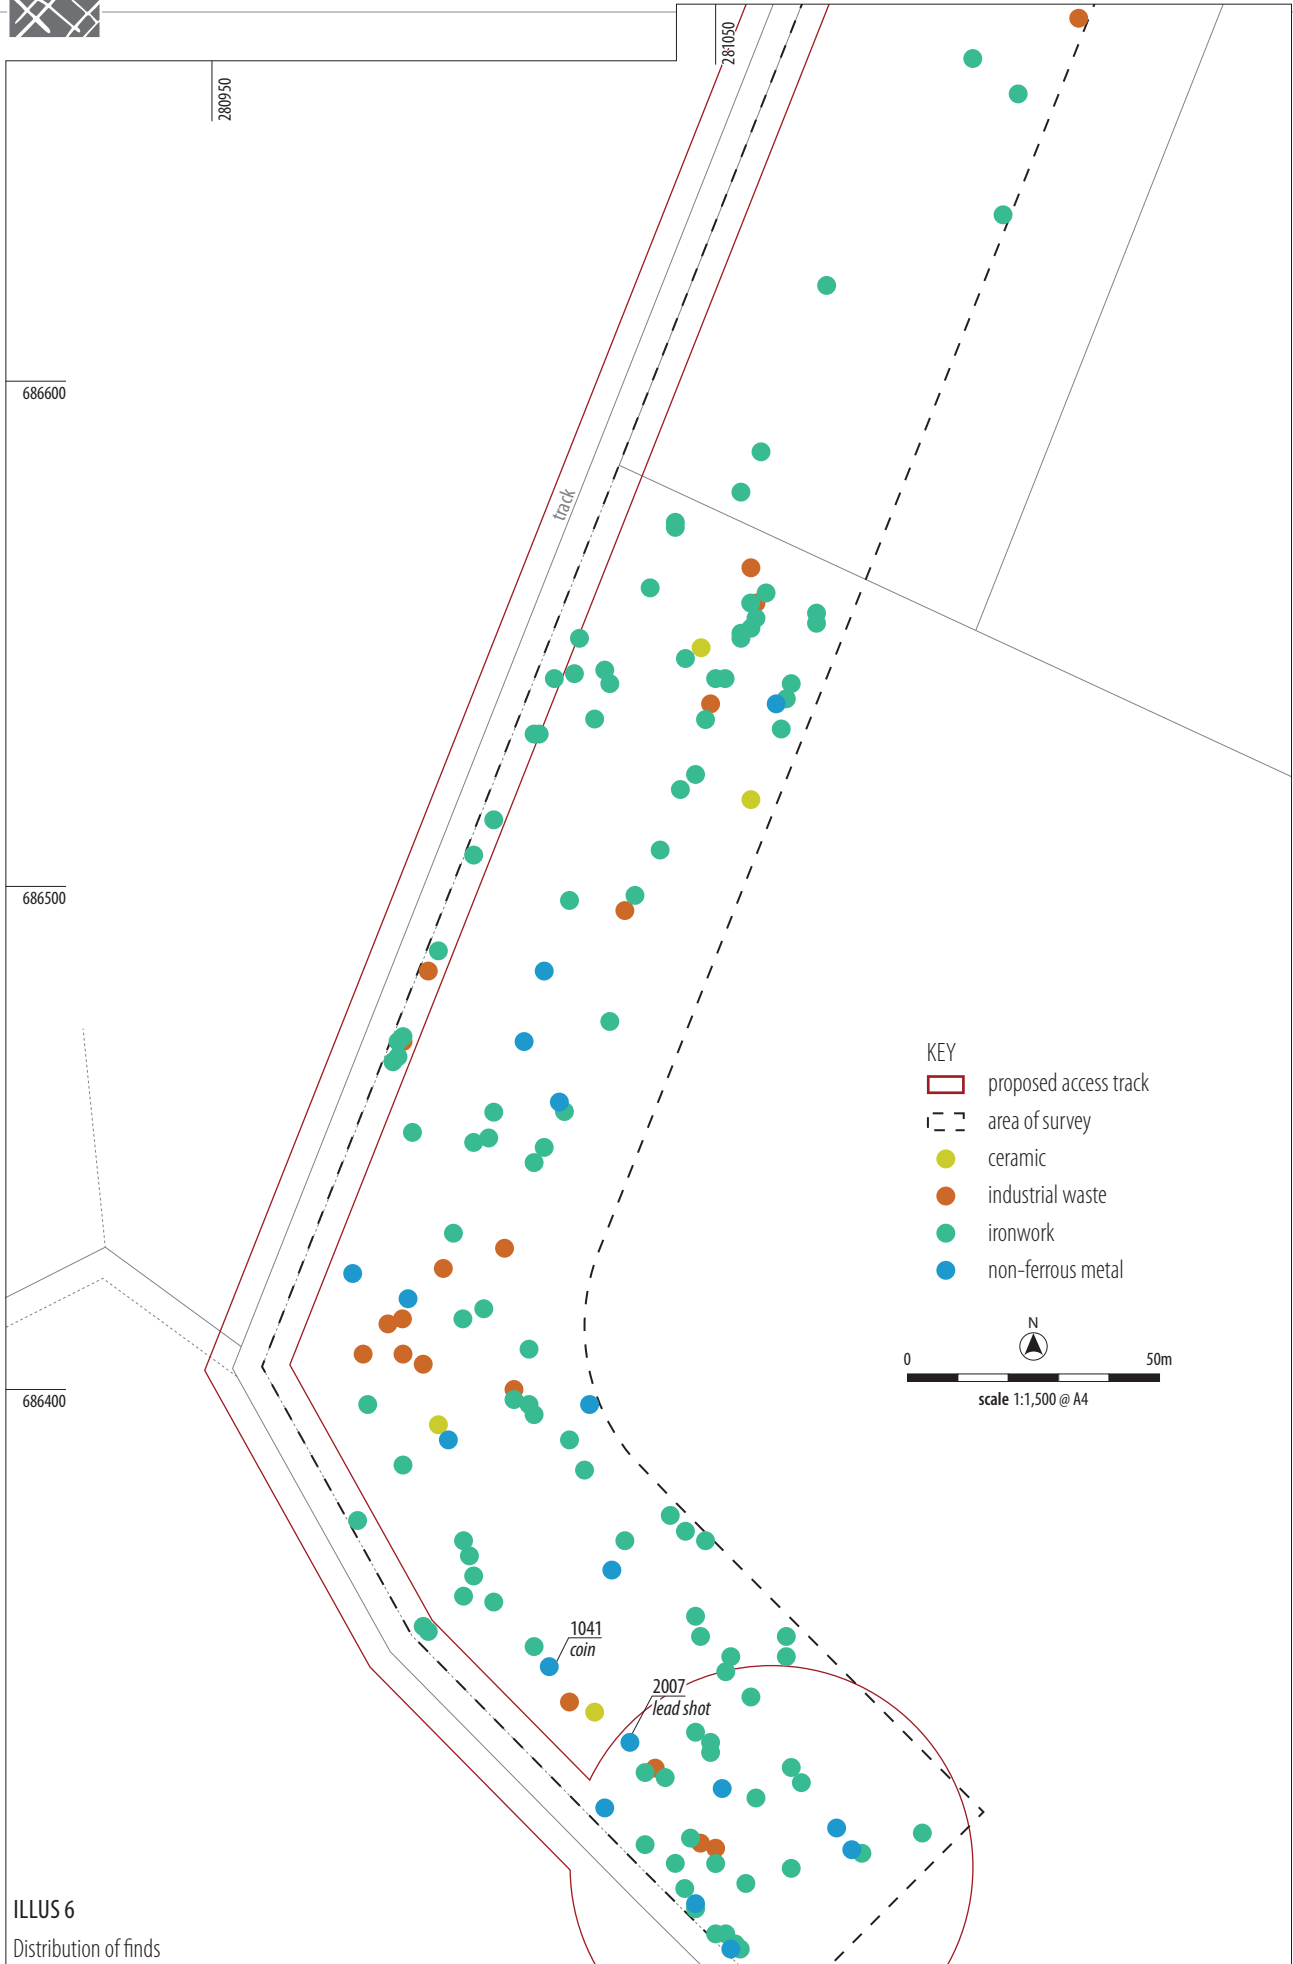 281050
280950
686600
track
686500
KEY
proposed access track
area of survey
ceramic
industrial waste
ironwork
non-ferrous metal
N
0 50m
scale 1:1,500 @ A4
686400
1041
coin
2007
lead shot
ILLUS 6
Distribution of finds